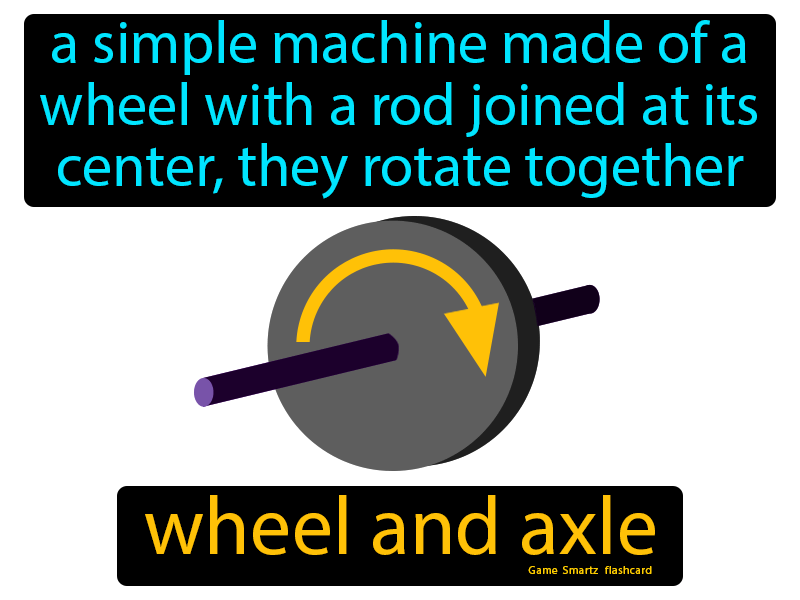 a simple machine made of a
wheel with a rod joined at its
center, they rotate together
wheel and axle
Game Smartz flashcard